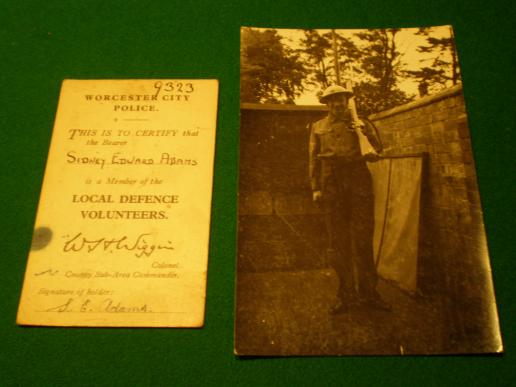 9323
WORCESTER CITY
POLICE.
THIS IS TO CERTIFY that
the Bearer
SIDNEY EDWARD ADAMS
is a Member of the
LOCAL DEFENCE
VOLUNTEERS.
W. H. Wiggin
Colonel
County Sub-Area Commander.
Signature of holder:
S. E. Adams.